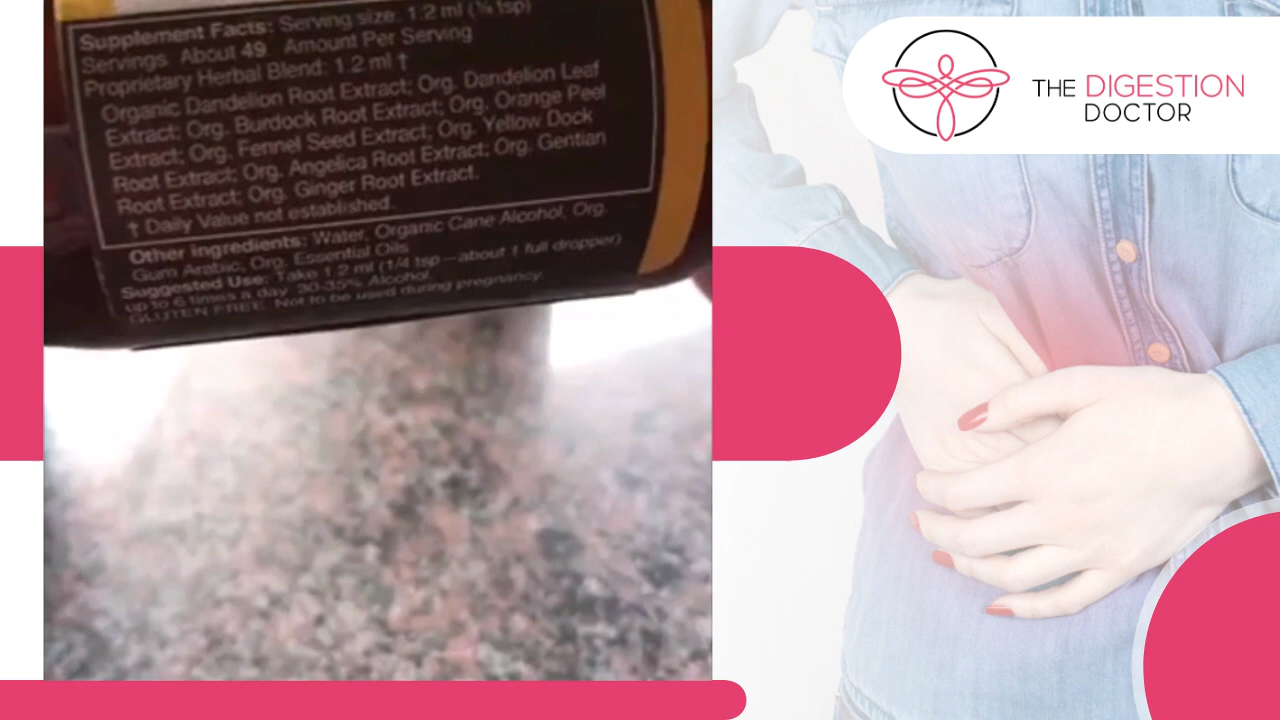 Supplement Facts: Serving size: 1.2 ml (¼ tsp)
Servings: About 49 Amount Per Serving
Proprietary Herbal Blend: 1.2 ml †
Organic Dandelion Root Extract; Org. Dandelion Leaf
Extract; Org. Burdock Root Extract; Org. Orange Peel
Extract; Org. Fennel Seed Extract; Org. Yellow Dock
Root Extract; Org. Angelica Root Extract; Org. Gentian
Root Extract; Org. Ginger Root Extract.
† Daily Value not established.
Other ingredients: Water, Organic Cane Alcohol, Org.
Gum Arabic, Org. Essential Oils
Suggested Use: Take 1.2 ml (1/4 tsp—about 1 full dropper)
up to 6 times a day. 30-35% Alcohol.
GLUTEN FREE. Not to be used during pregnancy.
THE DIGESTION
DOCTOR